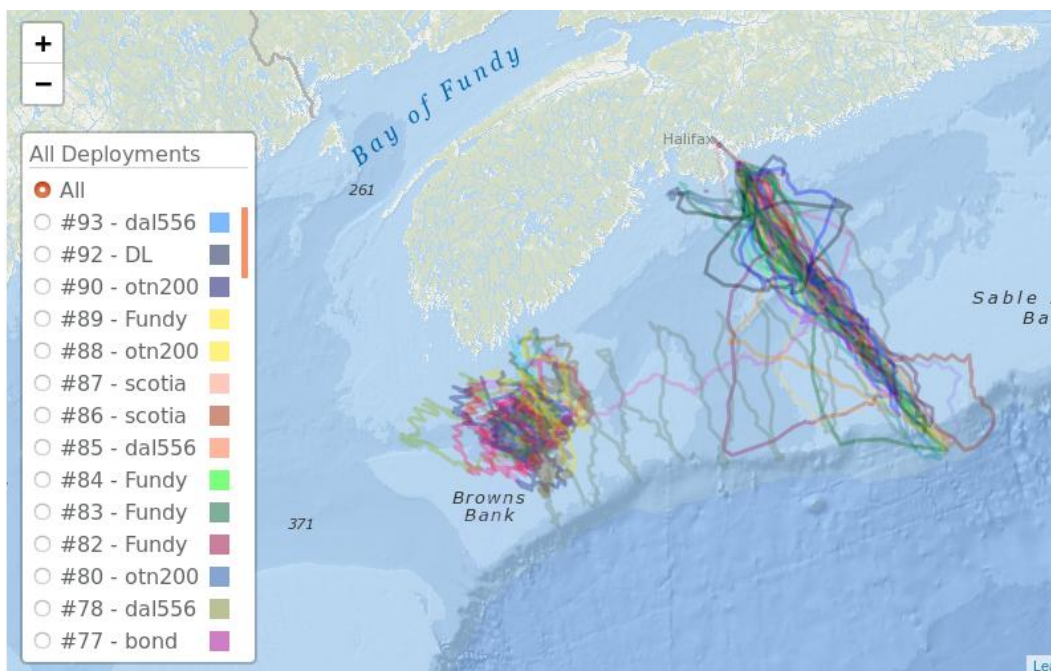 +
−
All Deployments
All
#93 - dal556
#92 - DL
#90 - otn200
#89 - Fundy
#88 - otn200
#87 - scotia
#86 - scotia
#85 - dal556
#84 - Fundy
#83 - Fundy
#82 - Fundy
#80 - otn200
#78 - dal556
#77 - bond
Bay of Fundy
261
Halifax
Sable
Ba
Browns
Bank
371
Le